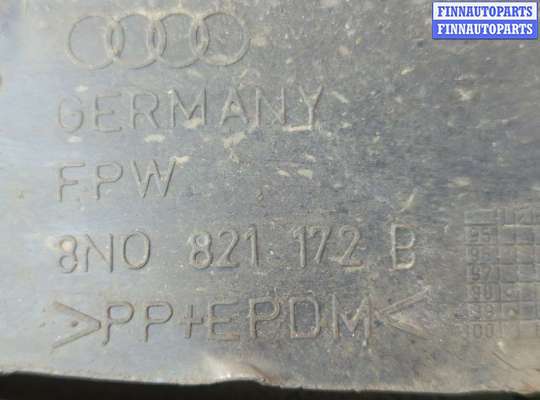 FINNAUTOPARTS
FINNAUTOPARTS
GERMANY
FPW
8N0 821 172 B
>PP+EPDM<